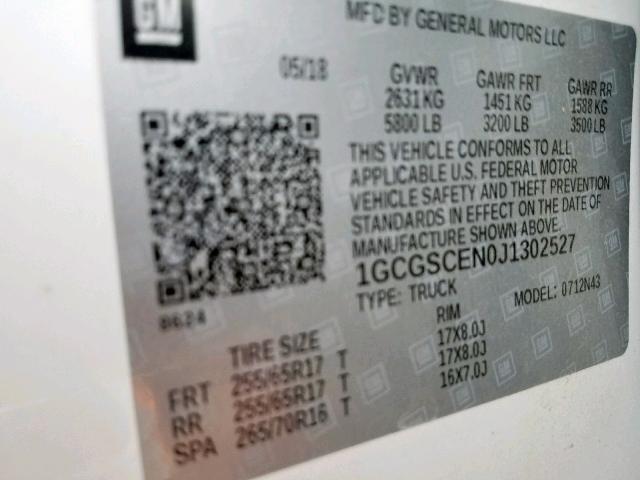 GM
MFD BY GENERAL MOTORS LLC
05/18
GVWR GAWR FRT GAWR RR
2631 KG 1451 KG 1588 KG
5800 LB 3200 LB 3500 LB
THIS VEHICLE CONFORMS TO ALL
APPLICABLE U.S. FEDERAL MOTOR
VEHICLE SAFETY AND THEFT PREVENTION
STANDARDS IN EFFECT ON THE DATE OF
MANUFACTURE SHOWN ABOVE.
1GCGSCEN0J1302527
TYPE: TRUCK MODEL: 0712N43
8624
TIRE SIZE RIM
FRT 255/65R17 T 17X8.0J
RR 255/65R17 T 17X8.0J
SPA 265/70R16 T 16X7.0J